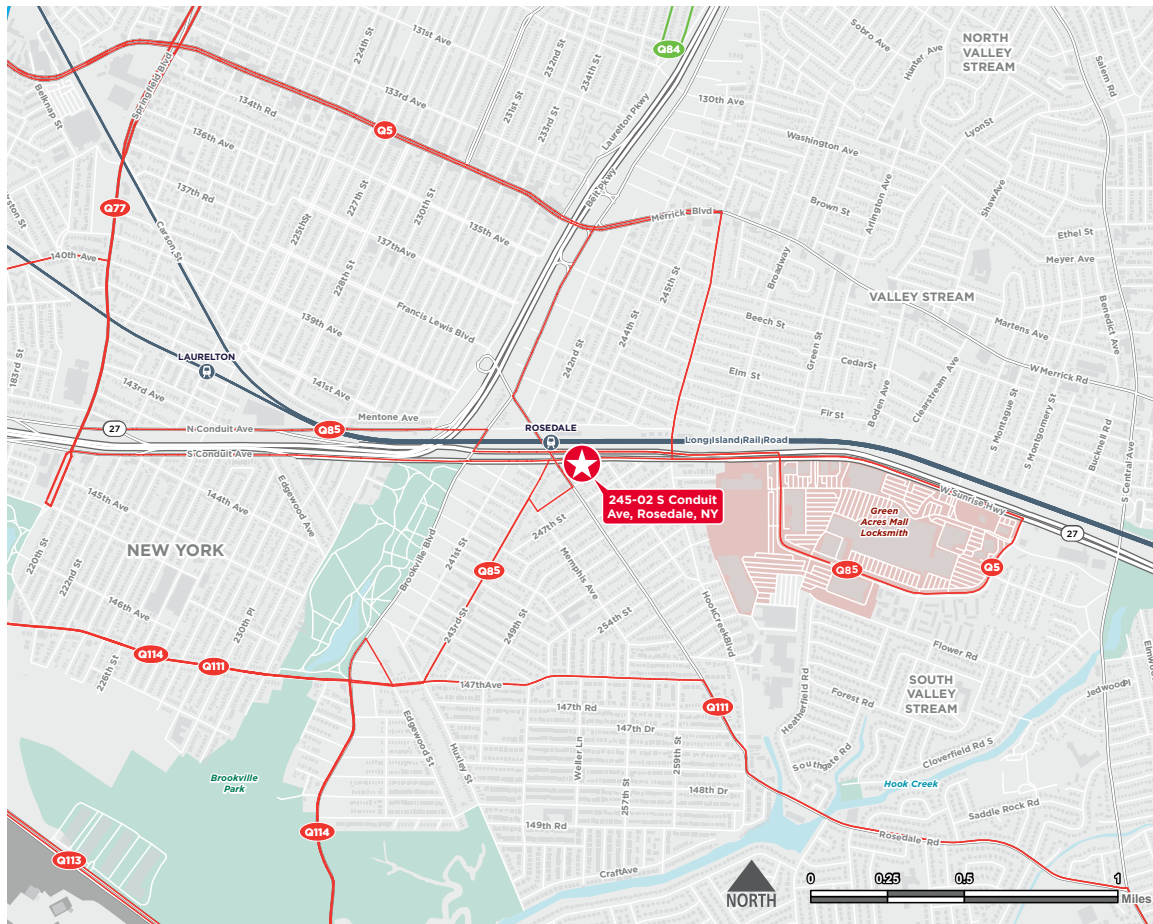 131st Ave
224th St
232nd St
234th St
Q84
Sobro Ave
Hunter Ave
NORTH
VALLEY
STREAM
Salem Rd
Belknap St
Springfield Blvd
134th Rd
133rd Ave
Q5
231st St
233rd St
Laurelton Pkwy
130th Ave
Washington Ave
Lyon St
136th Ave
137th Rd
Q77
225th St
227th St
230th St
135th Ave
Belt Pkwy
Merrick Blvd
Brown St
Arlington Ave
Shaw Ave
Ethel St
Meyer Ave
140th Ave
Carson St
137th Ave
228th St
245th St
Broadway
VALLEY STREAM
Benedict Ave
139th Ave
Francis Lewis Blvd
244th St
242nd St
Beech St
Green St
Martens Ave
LAURELTON
183rd St
143rd Ave
141st Ave
Elm St
Cedar St
Boden Ave
Clearstream Ave
W Merrick Rd
Mentone Ave
Fir St
S Montague St
S Montgomery St
Bucknell Rd
S Central Ave
27
N Conduit Ave
Q85
ROSEDALE
Long Island Rail Road
S Conduit Ave
245-02 S Conduit
Ave, Rosedale, NY
W Sunrise Hwy
27
145th Ave
144th Ave
Edgewood Ave
Green
Acres Mall
Locksmith
220th St
222nd St
NEW YORK
Brookville Blvd
241st St
247th St
Q85
Memphis Ave
Q85
Q5
146th Ave
230th Pl
243rd St
249th St
254th St
Hook Creek Blvd
Q114
Q111
226th St
Flower Rd
147th Ave
Q111
Heatherfield Rd
Forest Rd
SOUTH
VALLEY
STREAM
Jedwood Pl
Edgewood St
Huxley St
147th Rd
147th Dr
Weller Ln
259th St
257th St
148th Dr
Southgate Rd
Cloverfield Rd S
Hook Creek
Brookville
Park
Saddle Rock Rd
Q114
149th Rd
Rosedale Rd
Q113
Craft Ave
NORTH
0
0.25
0.5
1
Miles